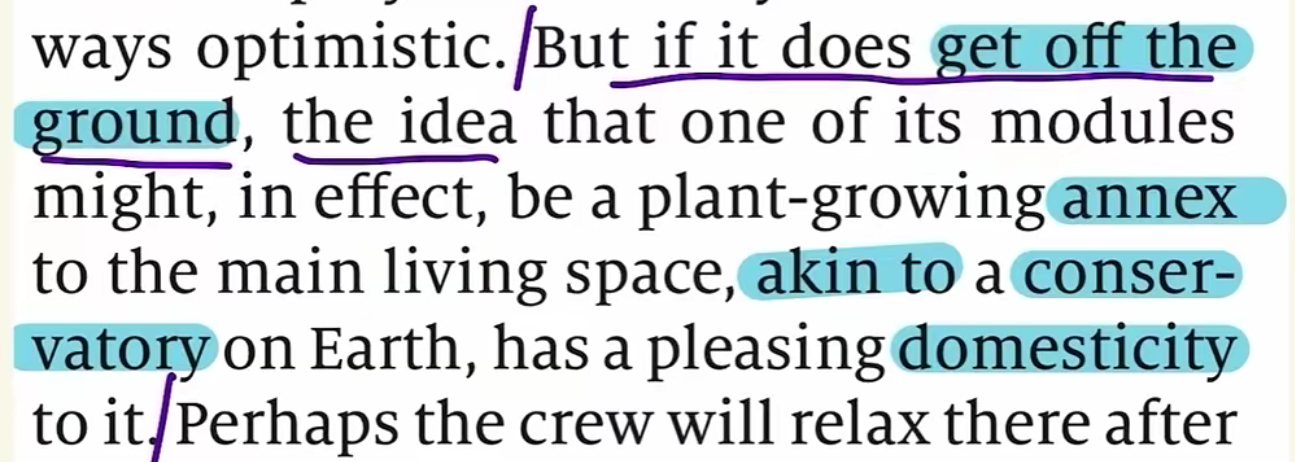 ways optimistic. But if it does get off the
ground, the idea that one of its modules
might, in effect, be a plant-growing annex
to the main living space, akin to a conser-
vatory on Earth, has a pleasing domesticity
to it. Perhaps the crew will relax there after